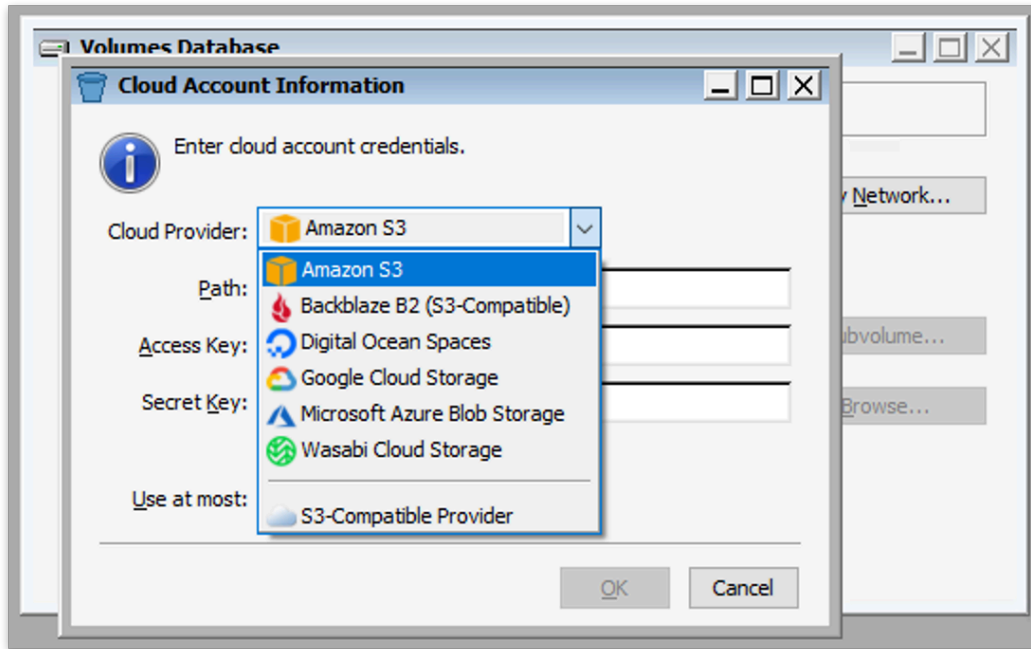 Volumes Database
Cloud Account Information
Enter cloud account credentials.
Cloud Provider: Amazon S3
Amazon S3
Backblaze B2 (S3-Compatible)
Digital Ocean Spaces
Google Cloud Storage
Microsoft Azure Blob Storage
Wasabi Cloud Storage
S3-Compatible Provider
Path:
Access Key:
Secret Key:
Use at most:
OK
Cancel
Network...
Browse...